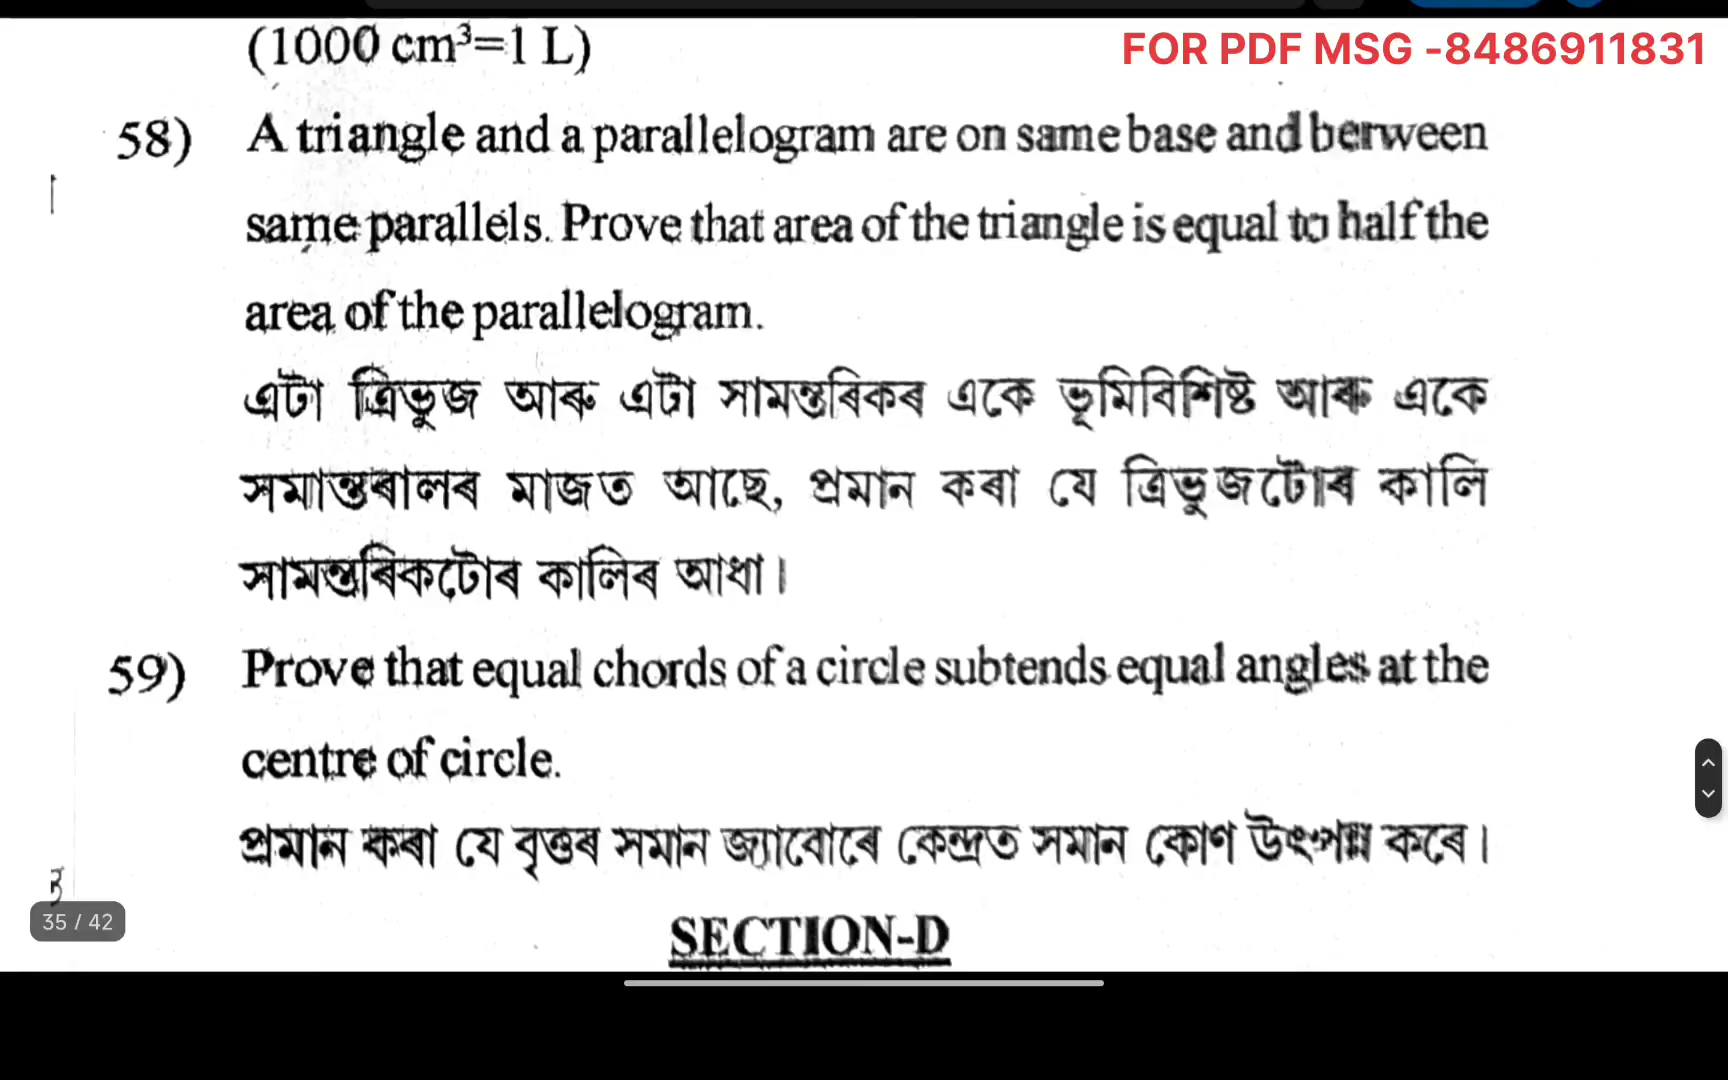 (1000 cm³=1 L)
FOR PDF MSG -8486911831
58) A triangle and a parallelogram are on same base and berween
same parallels. Prove that area of the triangle is equal to half the
area of the parallelogram.
এটা ত্ৰিভুজ আৰু এটা সামন্তৰিকৰ একে ভূমিবিশিষ্ট আৰু একে
সমান্তৰালৰ মাজত আছে, প্ৰমান কৰা যে ত্ৰিভুজটোৰ কালি
সামন্তৰিকটোৰ কালিৰ আধা।
59) Prove that equal chords of a circle subtends equal angles at the
centre of circle.
প্ৰমান কৰা যে বৃত্তৰ সমান জ্যাবোৰে কেন্দ্ৰত সমান কোণ উৎপন্ন কৰে।
35 / 42
SECTION-D